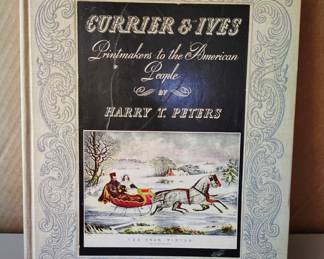 CURRIER & IVES
Printmakers to the American
People
BY
HARRY T. PETERS